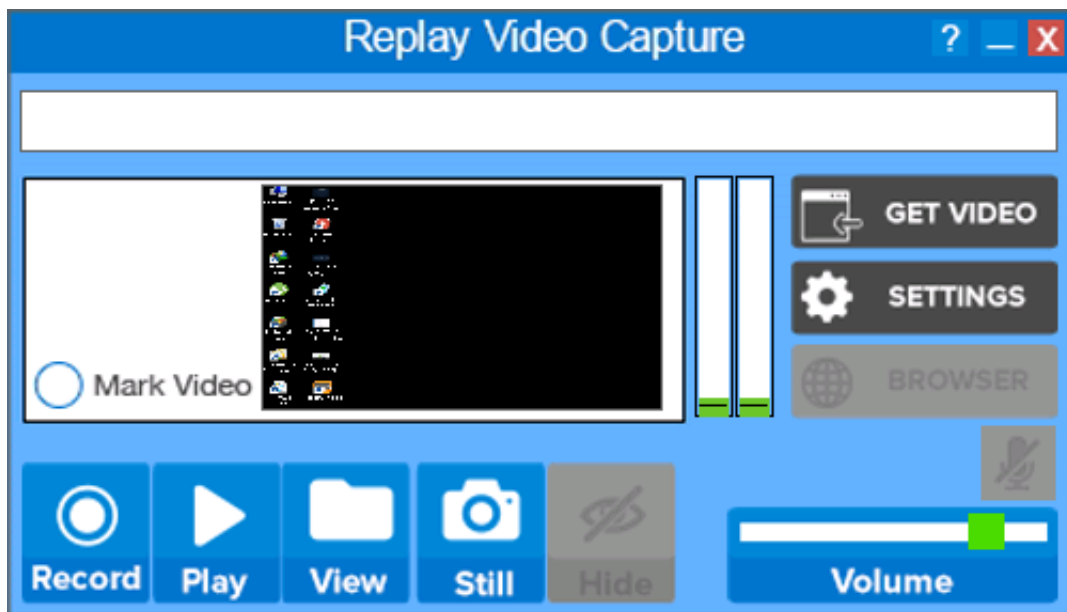 Replay Video Capture
?
X
GET VIDEO
SETTINGS
Mark Video
BROWSER
Record
Play
View
Still
Hide
Volume